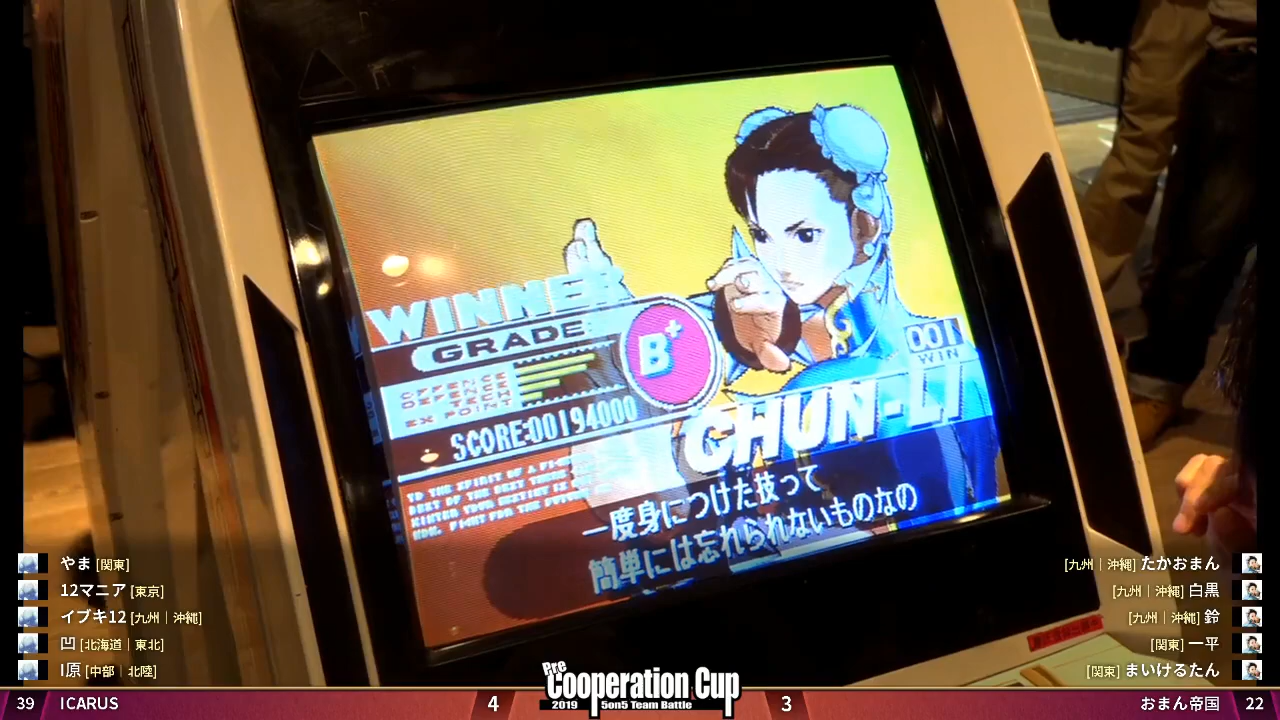 WINNER
GRADE
B+
001
WIN
SCORE:00194000
CHUN-LI
一度身につけた技って
簡単には忘れられないものなの
やま [関東]
12マニア [東京]
イブキ12 [九州｜沖縄]
凹 [北海道｜東北]
I原 [中部｜北陸]
[九州｜沖縄] たかおまん
[九州｜沖縄] 白黒
[九州｜沖縄] 鈴
[関東] 一平
[関東] まいけるたん
39 ICARUS 4
Pre
Cooperation Cup
2019 5on5 Team Battle
3 おまん帝国 22